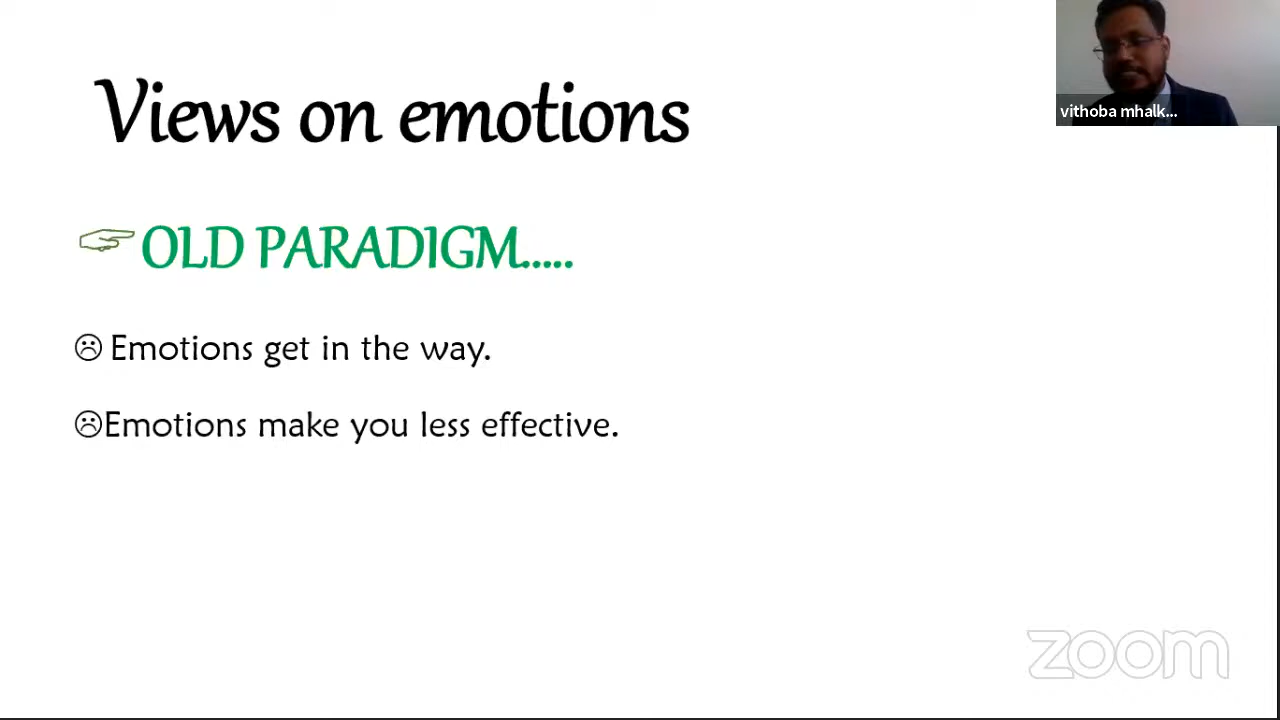 Views on emotions
vithoba mhalk...
☞OLD PARADIGM.....
☹ Emotions get in the way.
☹Emotions make you less effective.
zoom